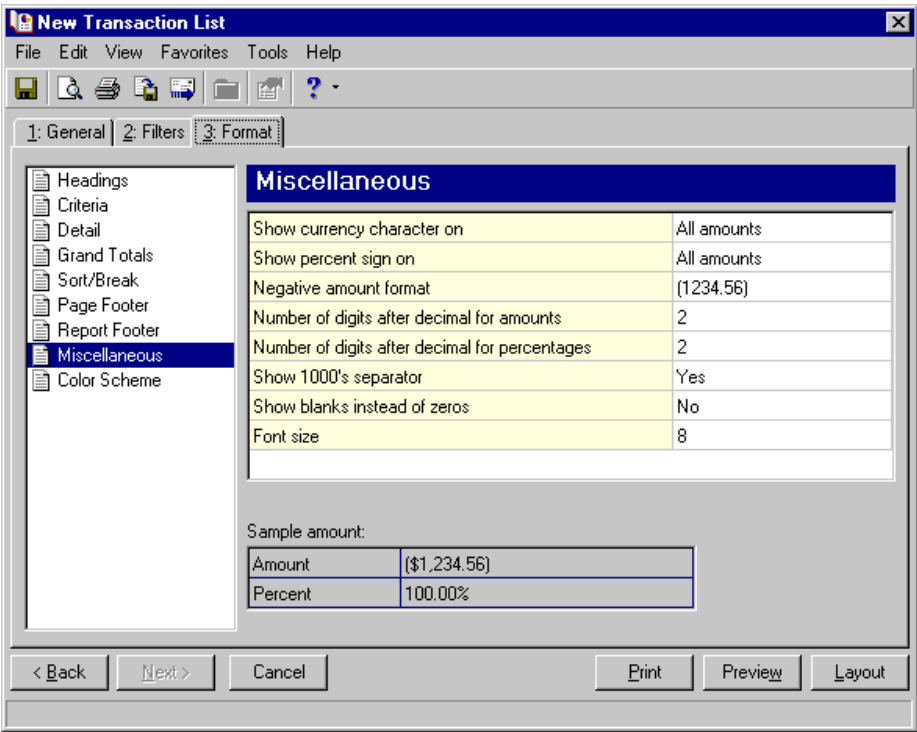 New Transaction List
File Edit View Favorites Tools Help
1: General 2: Filters 3: Format
Headings
Criteria
Detail
Grand Totals
Sort/Break
Page Footer
Report Footer
Miscellaneous
Color Scheme
Miscellaneous
Show currency character on All amounts
Show percent sign on All amounts
Negative amount format (1234.56)
Number of digits after decimal for amounts 2
Number of digits after decimal for percentages 2
Show 1000's separator Yes
Show blanks instead of zeros No
Font size 8
Sample amount:
Amount ($1,234.56)
Percent 100.00%
< Back Next > Cancel Print Preview Layout